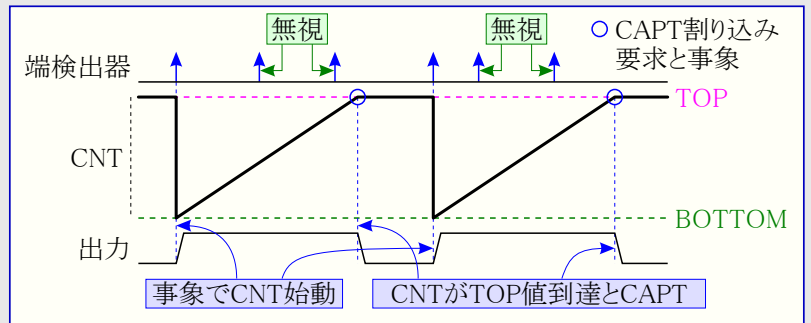 無視
無視
CAPT割り込み
要求と事象
端検出器
TOP
CNT
BOTTOM
出力
事象でCNT始動
CNTがTOP値到達とCAPT